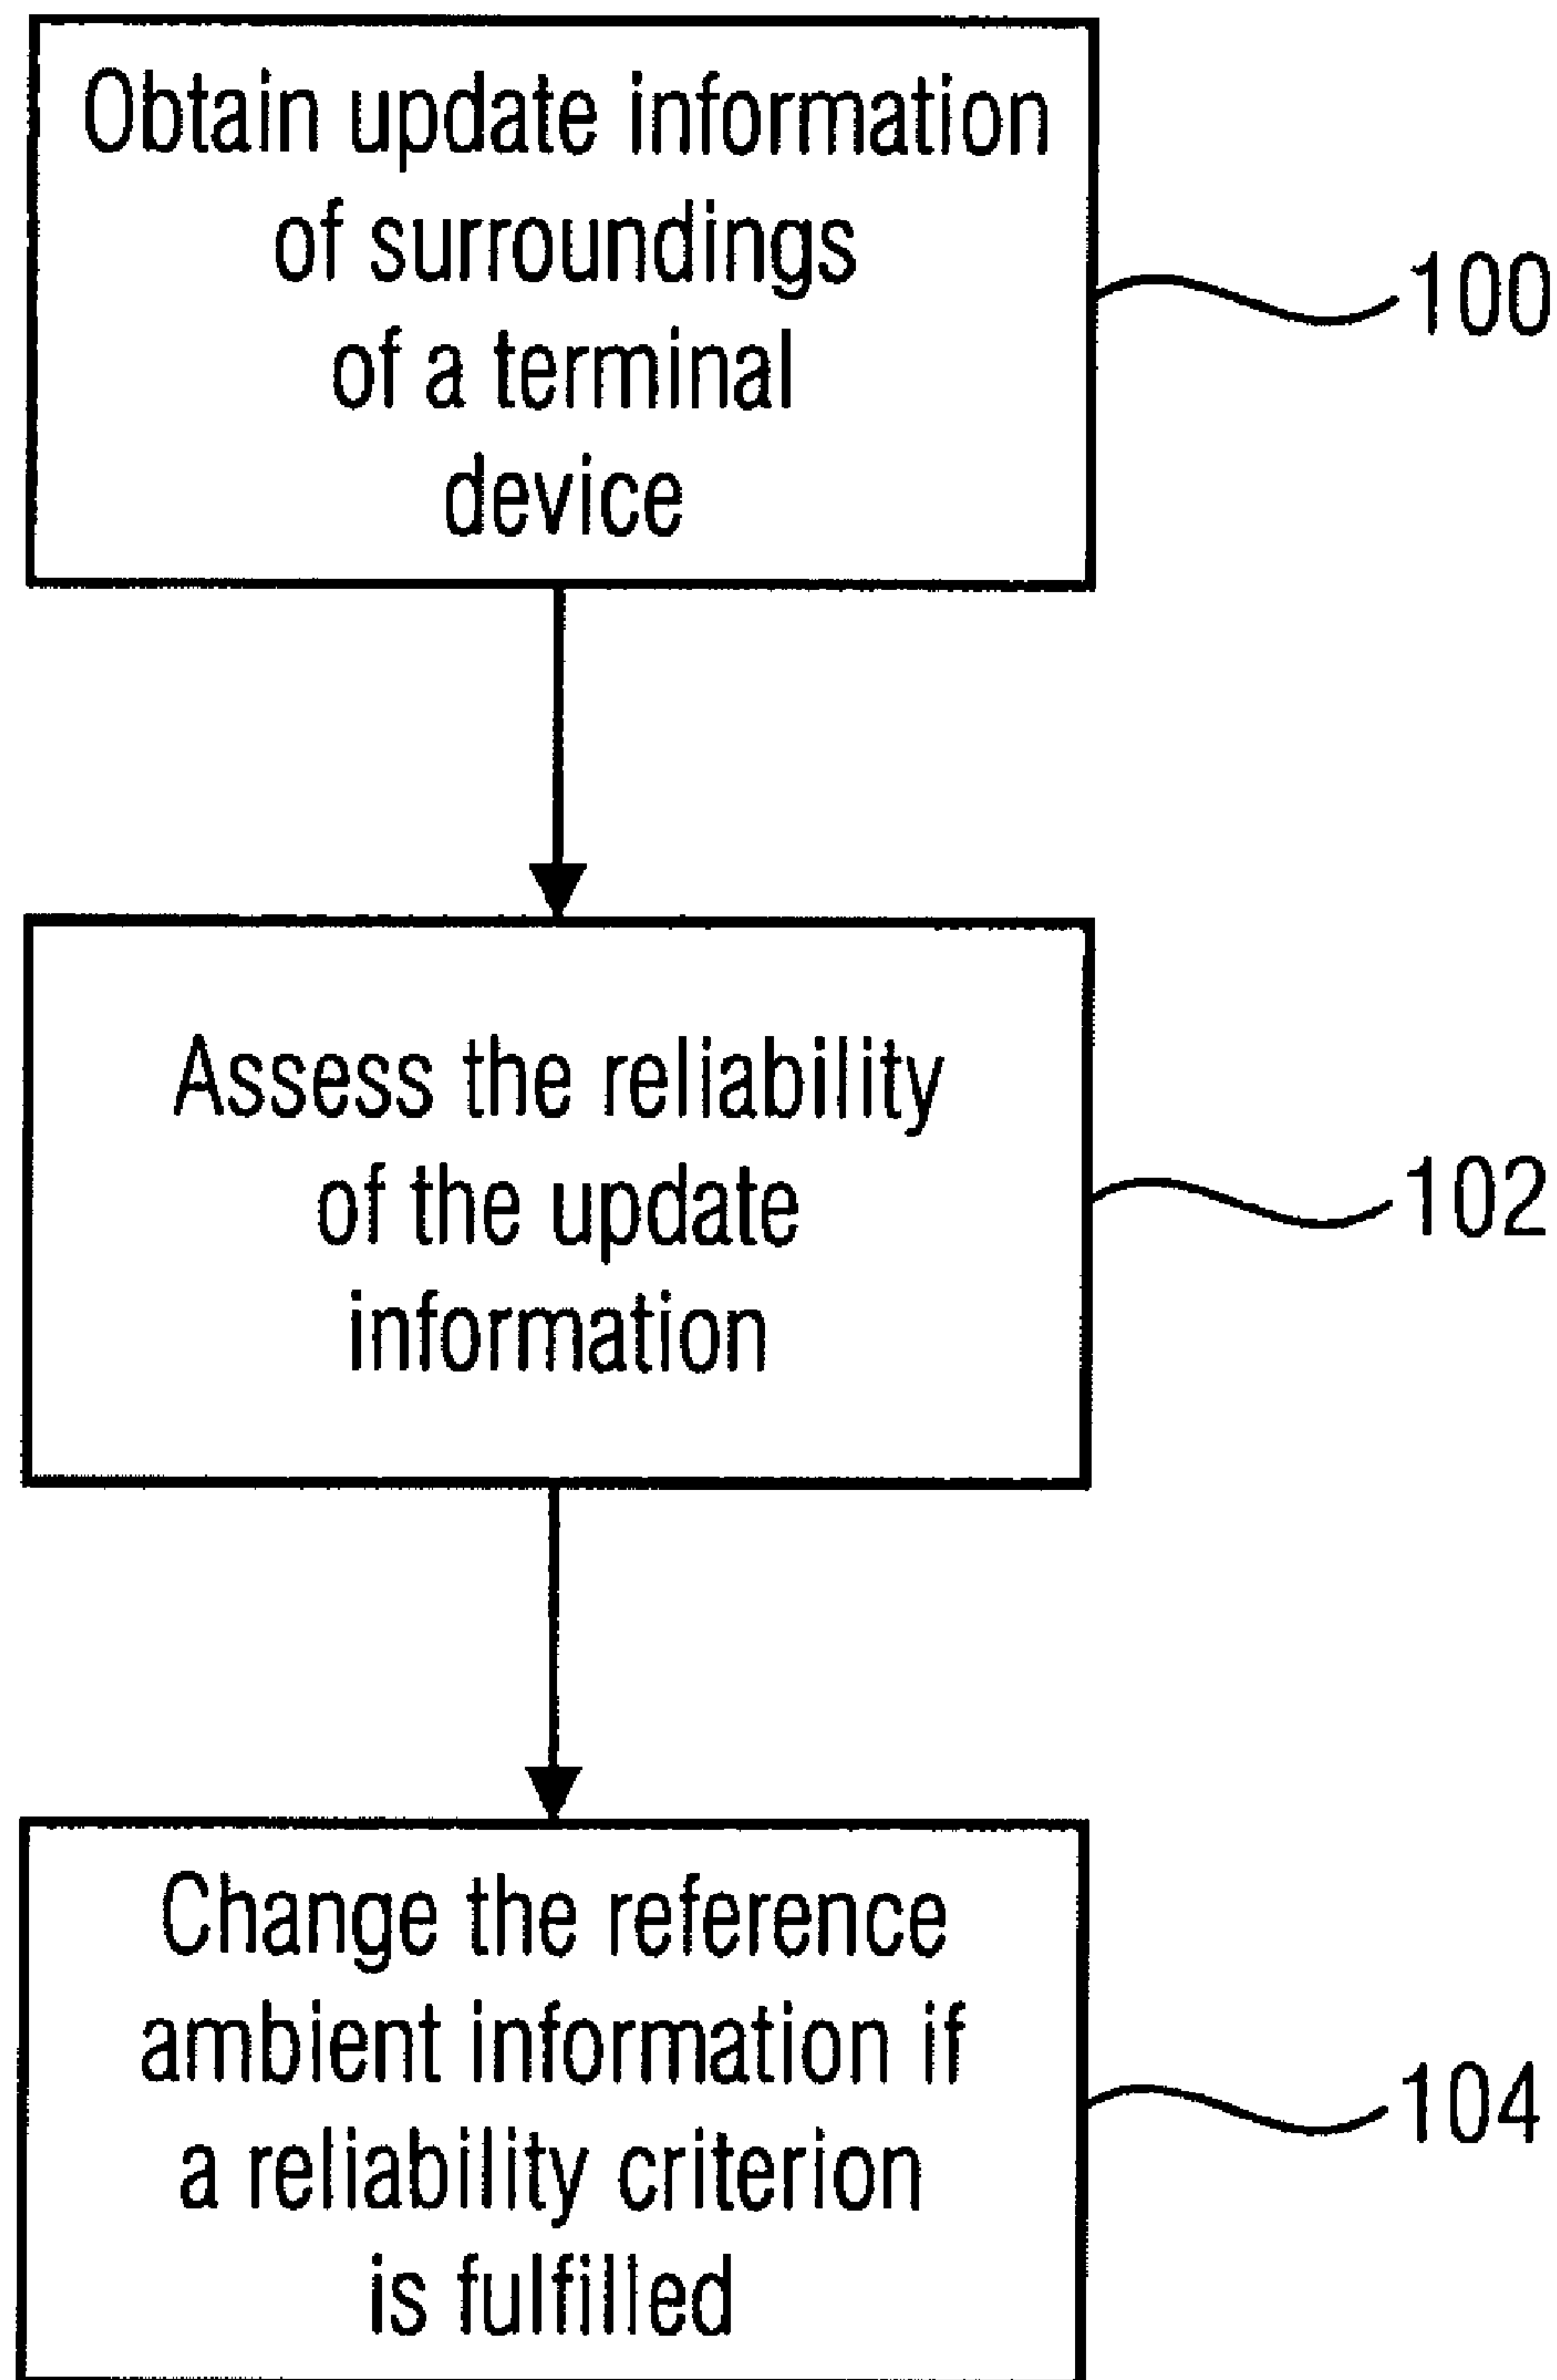 Obtain update information
of surroundings
of a terminal
device
100
Assess the reliability
of the update
information
102
Change the reference
ambient information if
a reliability criterion
is fulfilled
104